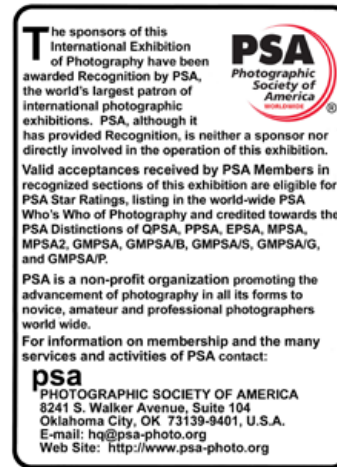 The sponsors of this
International Exhibition
of Photography have been
awarded Recognition by PSA,
the world's largest patron of
international photographic
exhibitions. PSA, although it
has provided Recognition, is neither a sponsor nor
directly involved in the operation of this exhibition.
PSA
Photographic
Society of
America
WORLDWIDE
®
Valid acceptances received by PSA Members in
recognized sections of this exhibition are eligible for
PSA Star Ratings, listing in the world-wide PSA
Who's Who of Photography and credited towards the
PSA Distinctions of QPSA, PPSA, EPSA, MPSA,
MPSA2, GMPSA, GMPSA/B, GMPSA/S, GMPSA/G,
and GMPSA/P.
PSA is a non-profit organization promoting the
advancement of photography in all its forms to
novice, amateur and professional photographers
world wide.
For information on membership and the many
services and activities of PSA contact:
psa
PHOTOGRAPHIC SOCIETY OF AMERICA
8241 S. Walker Avenue, Suite 104
Oklahoma City, OK 73139-9401, U.S.A.
E-mail: hq@psa-photo.org
Web Site: http://www.psa-photo.org